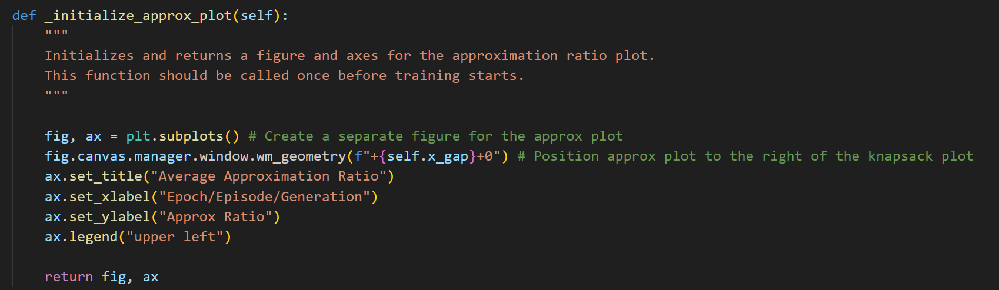 def _initialize_approx_plot(self):
    """
    Initializes and returns a figure and axes for the approximation ratio plot.
    This function should be called once before training starts.
    """

    fig, ax = plt.subplots() # Create a separate figure for the approx plot
    fig.canvas.manager.window.wm_geometry(f"+{self.x_gap}+0") # Position approx plot to the right of the knapsack plot
    ax.set_title("Average Approximation Ratio")
    ax.set_xlabel("Epoch/Episode/Generation")
    ax.set_ylabel("Approx Ratio")
    ax.legend("upper left")

    return fig, ax